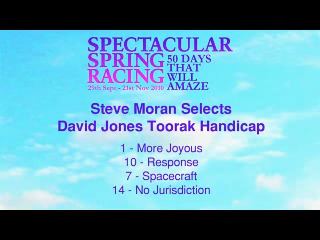 SPECTACULAR
SPRING
RACING
50 DAYS
THAT
WILL
AMAZE
25th Sept - 21st Nov 2010
Steve Moran Selects
David Jones Toorak Handicap
1 - More Joyous
10 - Response
7 - Spacecraft
14 - No Jurisdiction